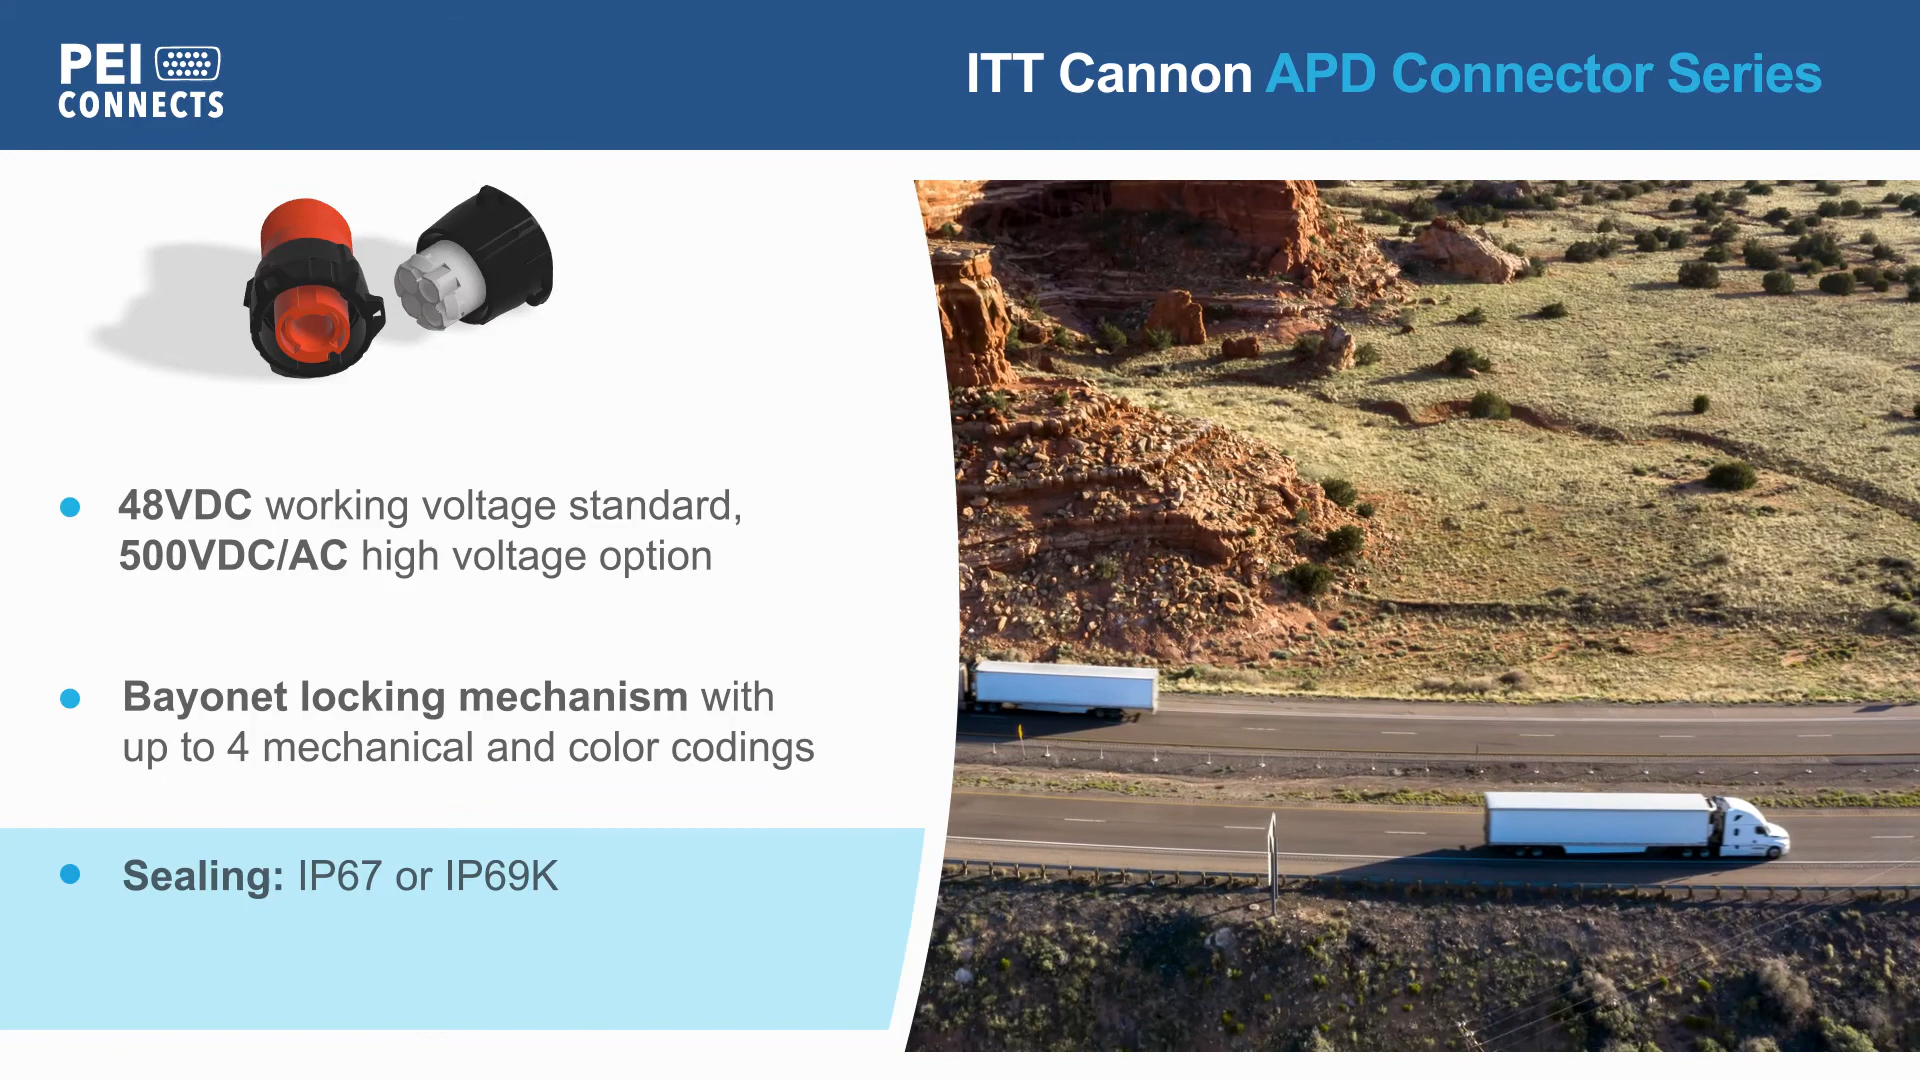 PEI
CONNECTS
ITT Cannon APD Connector Series
48VDC working voltage standard,
500VDC/AC high voltage option
Bayonet locking mechanism with
up to 4 mechanical and color codings
Sealing: IP67 or IP69K